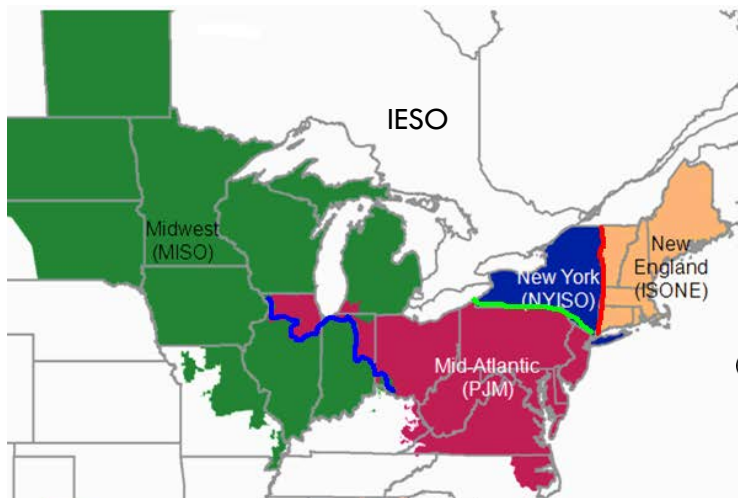 IESO
Midwest
(MISO)
New York
(NYISO)
New
England
(ISONE)
Mid-Atlantic
(PJM)